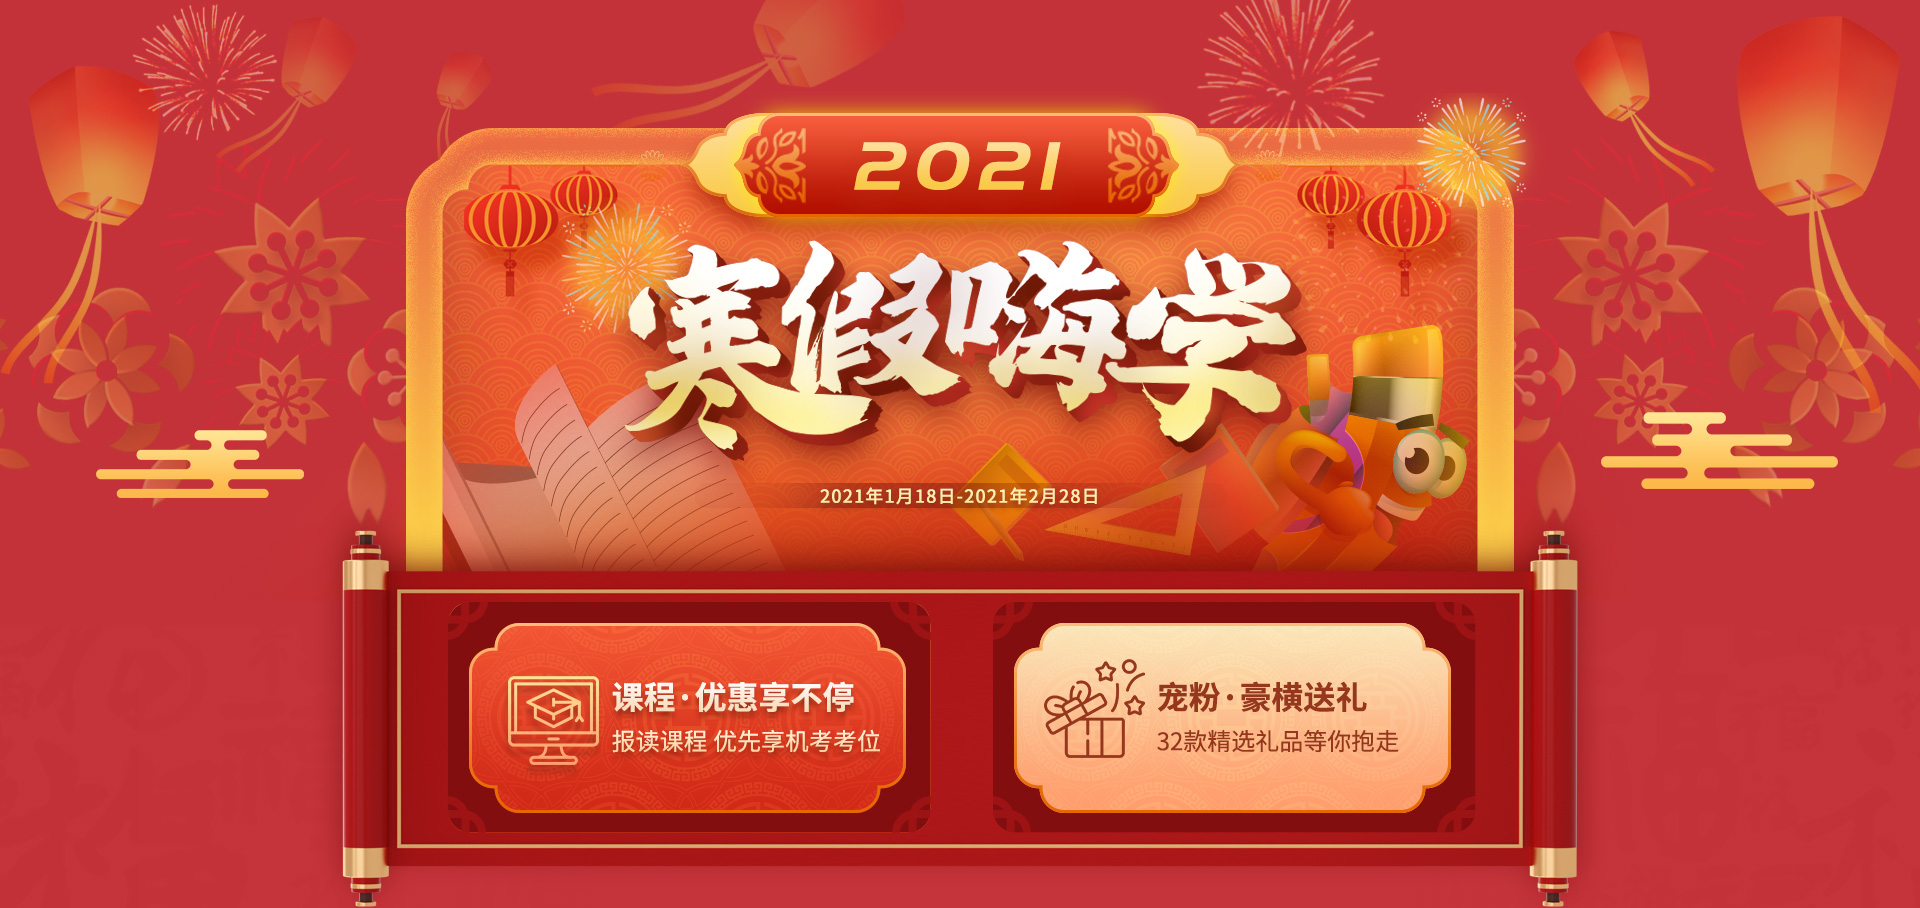 2021
寒假嗨学
2021年1月18日-2021年2月28日
课程·优惠享不停
报读课程 优先享机考考位
宠粉·豪横送礼
32款精选礼品等你抱走